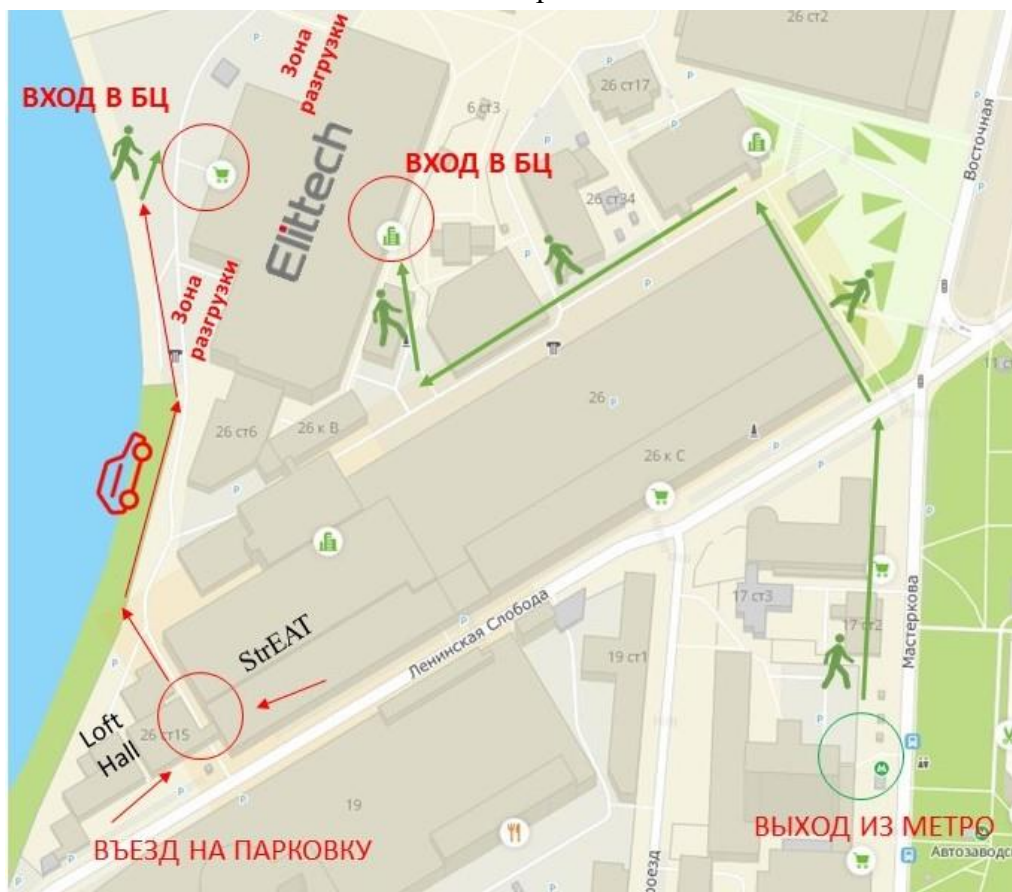 26 ст2
Зона
разгрузки
ВХОД В БЦ
26 ст17
6 ст3
Восточная
ВХОД В БЦ
26 ст34
Elittech
Зона
разгрузки
11 ст
26
26 ст6
26 к В
26 к С
17 ст3
17 ст2
Мастеркова
StrEAT
Ленинская Слобода
19 ст1
Loft
Hall
26 ст15
19
ВЪЕЗД НА ПАРКОВКУ
ВЫХОД ИЗ МЕТРО
Автозаводс
роезд